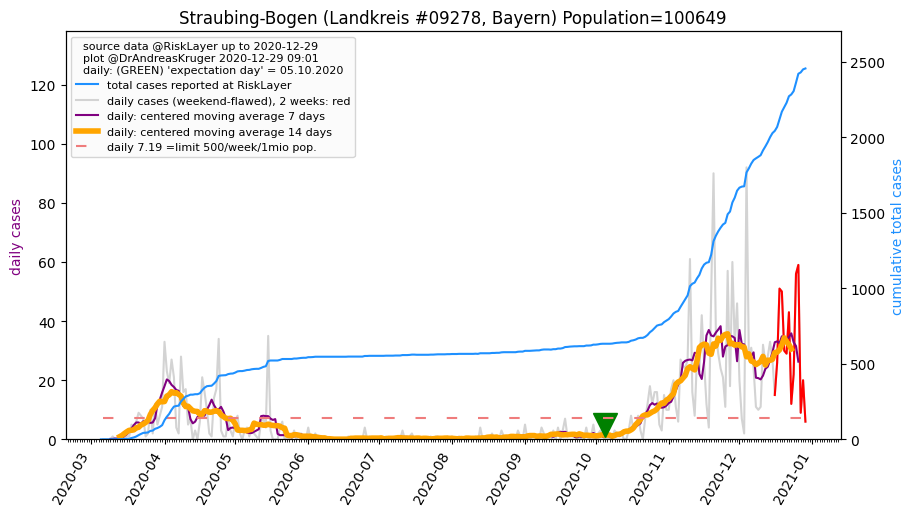 Straubing-Bogen (Landkreis #09278, Bayern) Population=100649
source data @RiskLayer up to 2020-12-29
plot @DrAndreasKruger 2020-12-29 09:01
daily: (GREEN) 'expectation day' = 05.10.2020
total cases reported at RiskLayer
daily cases (weekend-flawed), 2 weeks: red
daily: centered moving average 7 days
daily: centered moving average 14 days
daily 7.19 =limit 500/week/1mio pop.
daily cases
120
100
80
60
40
20
0
cumulative total cases
2500
2000
1500
1000
500
0
2020-03
2020-04
2020-05
2020-06
2020-07
2020-08
2020-09
2020-10
2020-11
2020-12
2021-01